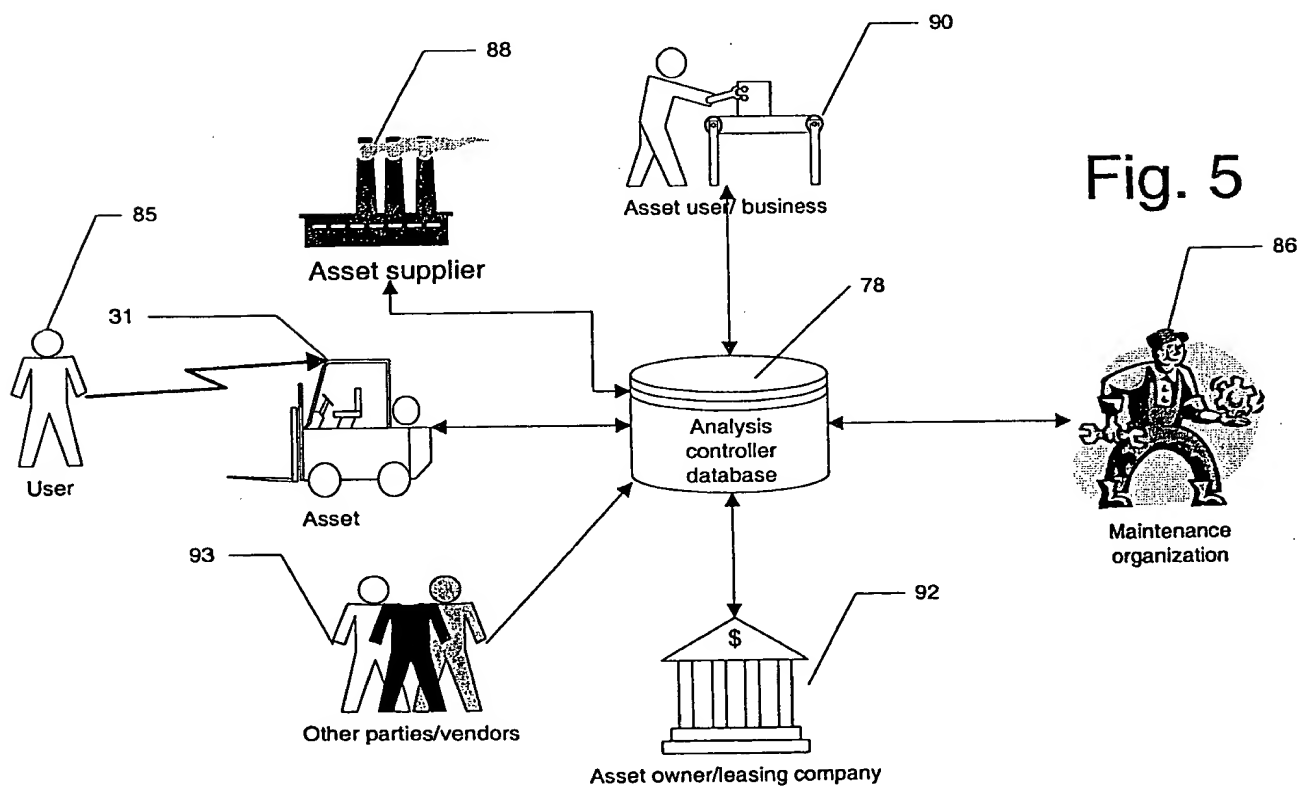 88
90
Fig. 5
85
Asset user/ business
86
Asset supplier
78
31
Analysis
controller
database
User
Asset
Maintenance
organization
93
92
$
Other parties/vendors
Asset owner/leasing company